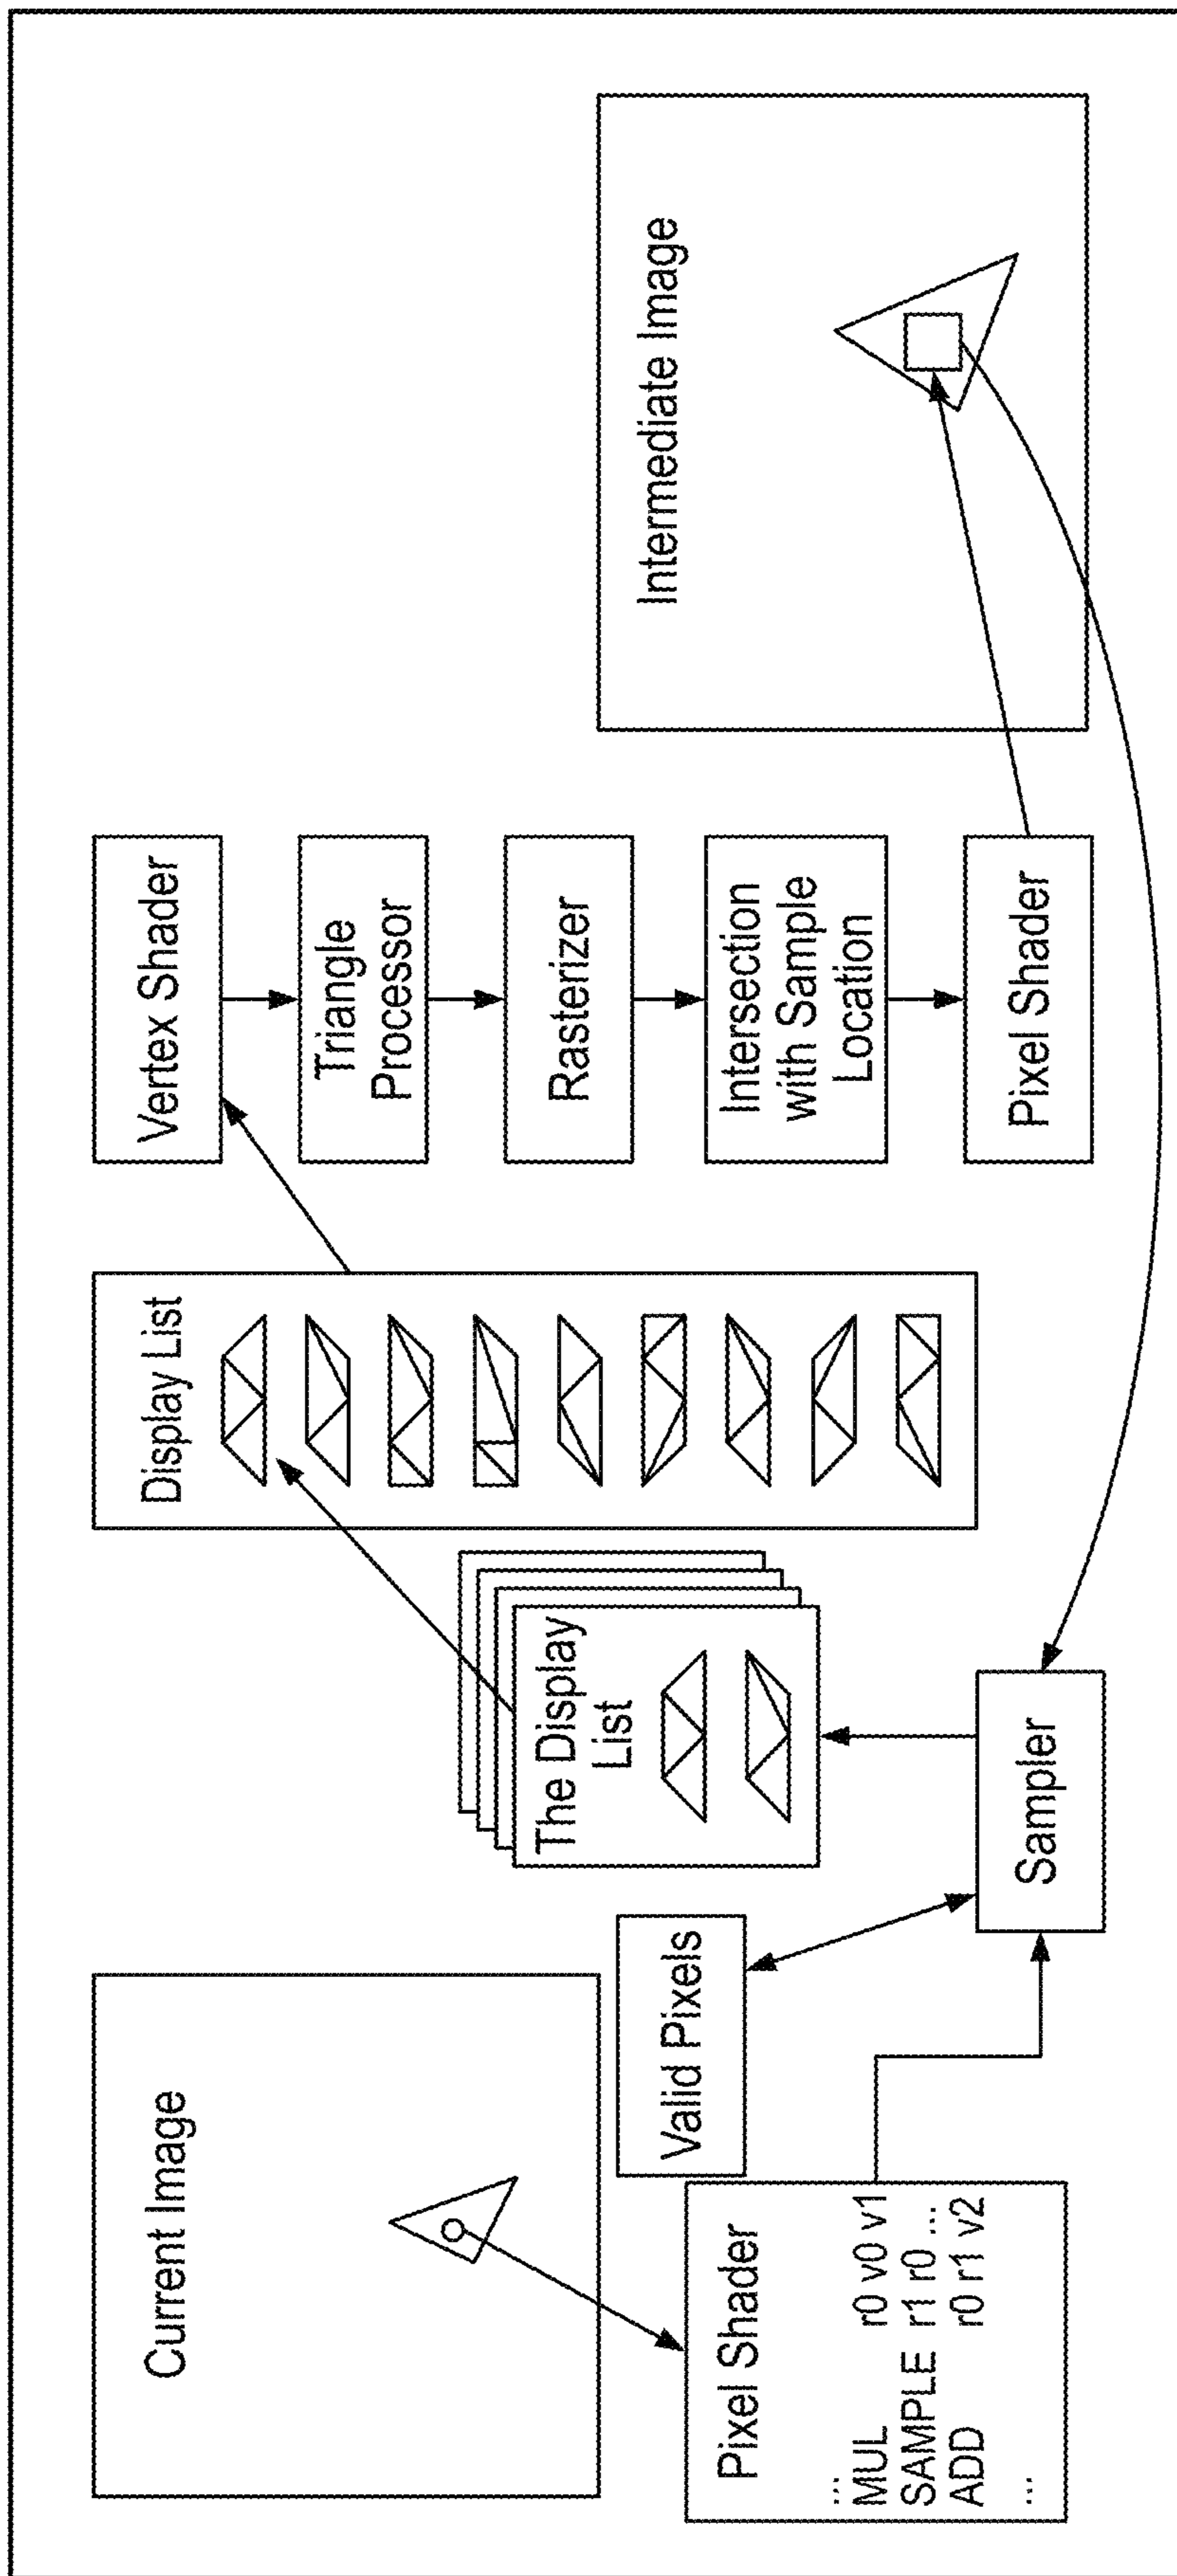 Current Image
Pixel Shader
...
MUL r0 v0 v1
SAMPLE r1 r0 ...
ADD r0 r1 v2
...
Valid Pixels
Sampler
The Display
List
Display List
Vertex Shader
Triangle
Processor
Rasterizer
Intersection
with Sample
Location
Pixel Shader
Intermediate Image